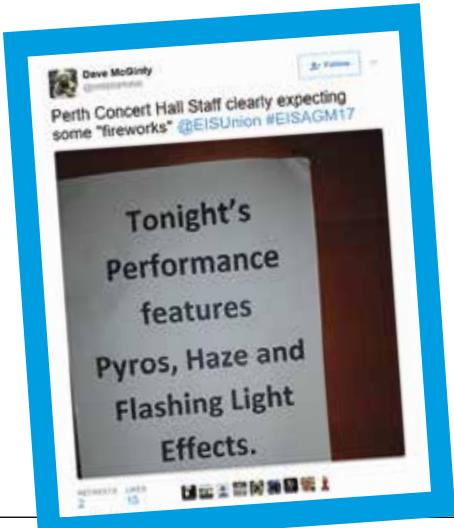 Dave McGinty
Follow
Perth Concert Hall Staff clearly expecting
some "fireworks" @EISUnion #EISAGM17
Tonight's
Performance
features
Pyros, Haze and
Flashing Light
Effects.
RETWEETS LIKES
2 15